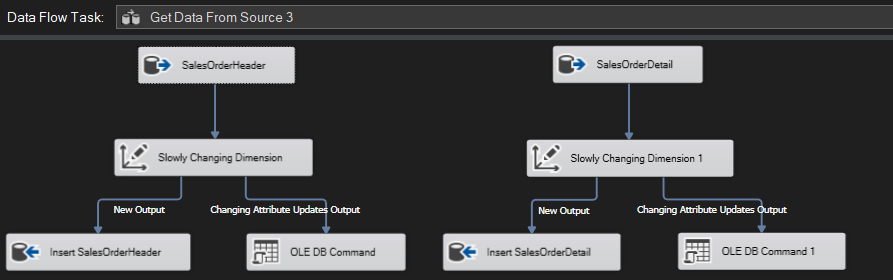 Data Flow Task: Get Data From Source 3
SalesOrderHeader SalesOrderDetail
Slowly Changing Dimension Slowly Changing Dimension 1
New Output Changing Attribute Updates Output New Output Changing Attribute Updates Output
Insert SalesOrderHeader OLE DB Command Insert SalesOrderDetail OLE DB Command 1